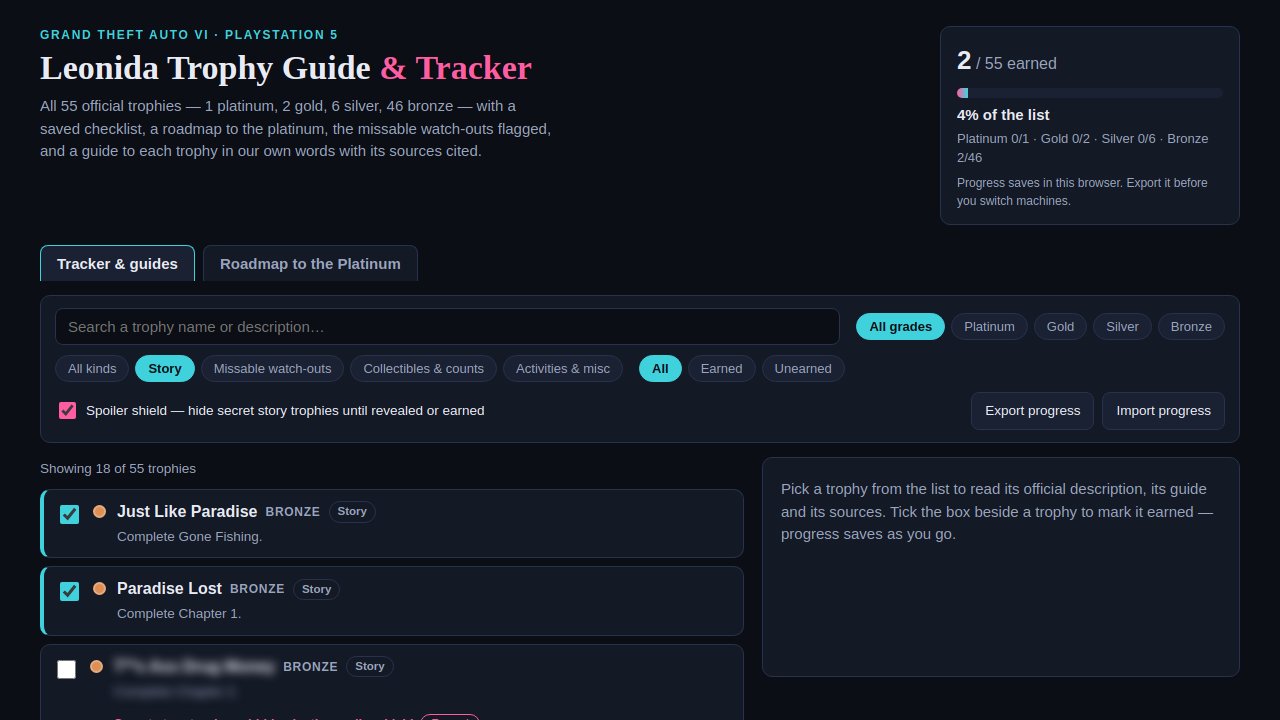 GRAND THEFT AUTO VI · PLAYSTATION 5
Leonida Trophy Guide & Tracker
All 55 official trophies — 1 platinum, 2 gold, 6 silver, 46 bronze — with a
saved checklist, a roadmap to the platinum, the missable watch-outs flagged,
and a guide to each trophy in our own words with its sources cited.
2 / 55 earned
4% of the list
Platinum 0/1 · Gold 0/2 · Silver 0/6 · Bronze
2/46
Progress saves in this browser. Export it before
you switch machines.
Tracker & guides
Roadmap to the Platinum
Search a trophy name or description…
All grades
Platinum
Gold
Silver
Bronze
All kinds
Story
Missable watch-outs
Collectibles & counts
Activities & misc
All
Earned
Unearned
Spoiler shield — hide secret story trophies until revealed or earned
Export progress
Import progress
Showing 18 of 55 trophies
Just Like Paradise BRONZE Story
Complete Gone Fishing.
Paradise Lost BRONZE Story
Complete Chapter 1.
BRONZE Story
Pick a trophy from the list to read its official description, its guide
and its sources. Tick the box beside a trophy to mark it earned —
progress saves as you go.